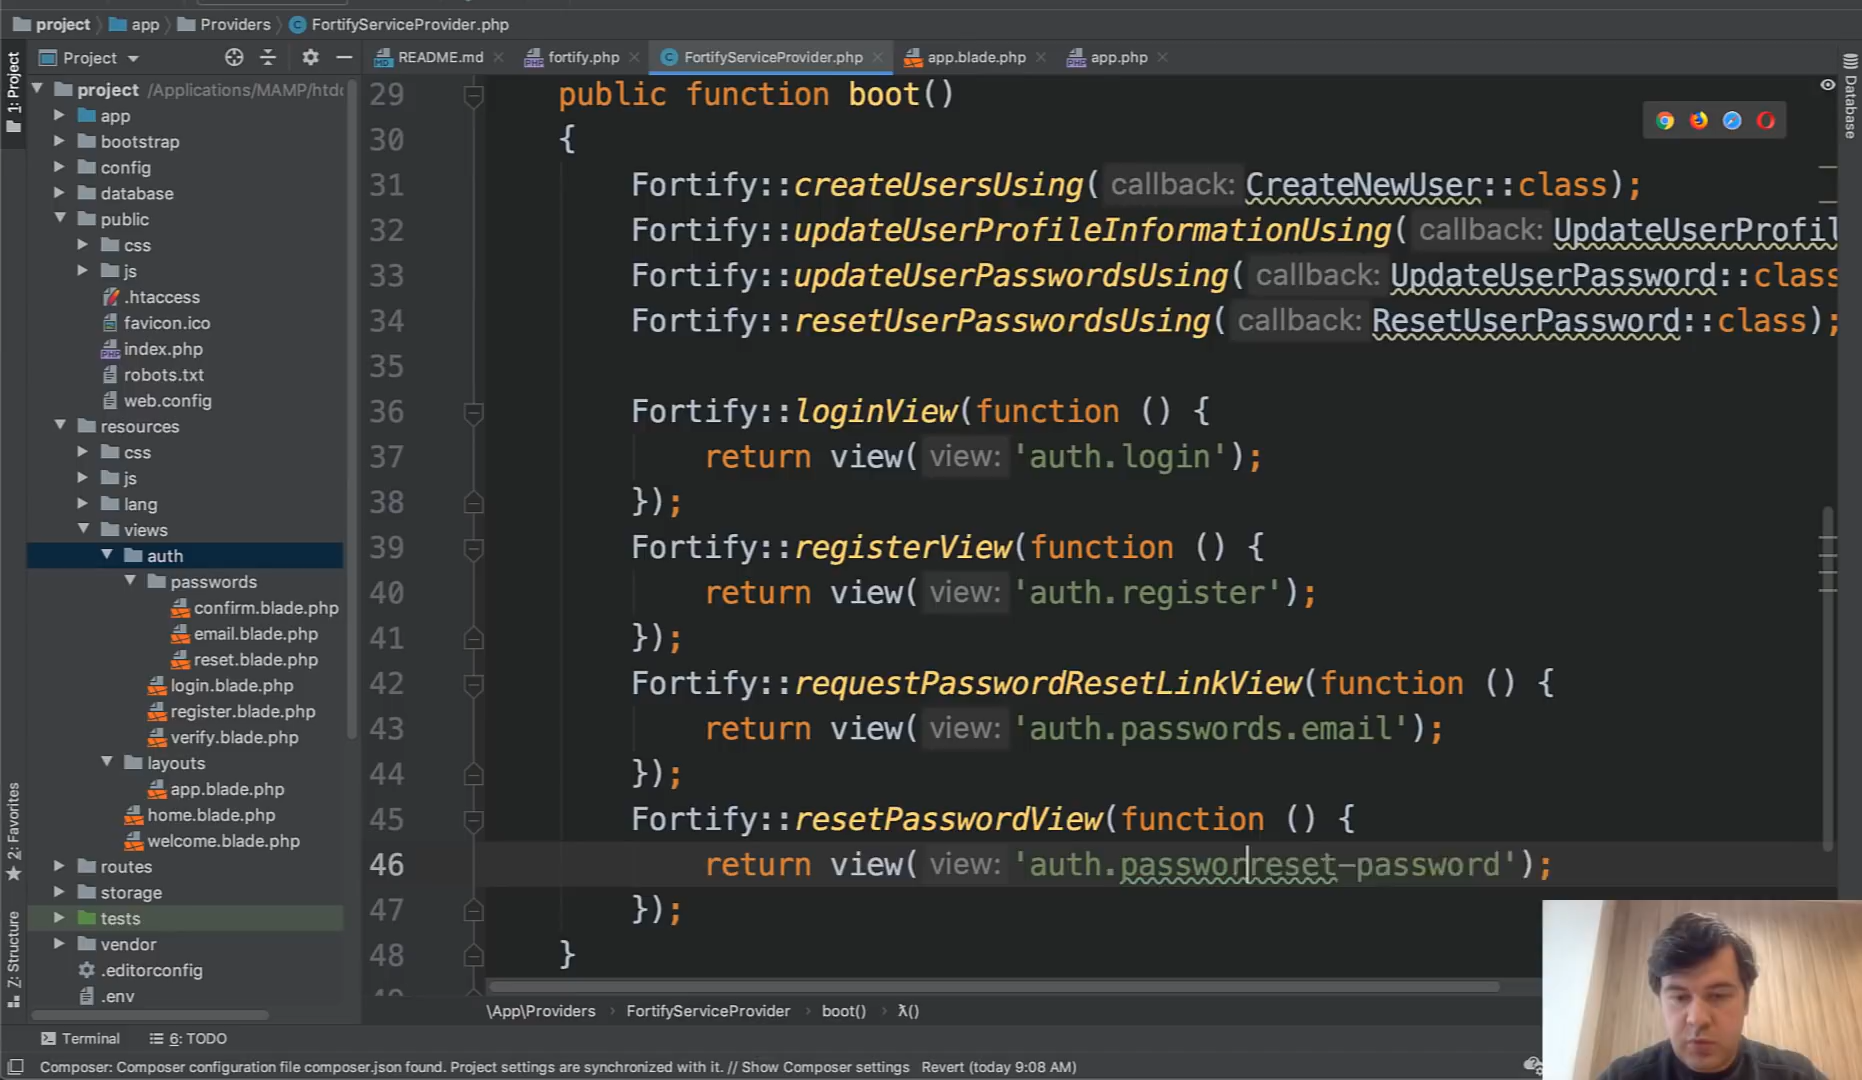 project app Providers FortifyServiceProvider.php
Project README.md fortify.php FortifyServiceProvider.php app.blade.php app.php
1: Project
Database
project /Applications/MAMP/htdo
app
bootstrap
config
database
public
css
js
.htaccess
favicon.ico
index.php
robots.txt
web.config
resources
css
js
lang
views
auth
passwords
confirm.blade.php
email.blade.php
reset.blade.php
login.blade.php
register.blade.php
verify.blade.php
layouts
app.blade.php
home.blade.php
welcome.blade.php
routes
storage
tests
vendor
.editorconfig
.env
2: Favorites
Z: Structure
29 public function boot()
30 {
31 Fortify::createUsersUsing( callback: CreateNewUser::class);
32 Fortify::updateUserProfileInformationUsing( callback: UpdateUserProfil
33 Fortify::updateUserPasswordsUsing( callback: UpdateUserPassword::class
34 Fortify::resetUserPasswordsUsing( callback: ResetUserPassword::class);
35
36 Fortify::loginView(function () {
37 return view( view: 'auth.login');
38 });
39 Fortify::registerView(function () {
40 return view( view: 'auth.register');
41 });
42 Fortify::requestPasswordResetLinkView(function () {
43 return view( view: 'auth.passwords.email');
44 });
45 Fortify::resetPasswordView(function () {
46 return view( view: 'auth.passworreset-password');
47 });
48 }
\App\Providers FortifyServiceProvider boot() λ()
Terminal 6: TODO
Composer: Composer configuration file composer.json found. Project settings are synchronized with it. // Show Composer settings Revert (today 9:08 AM)